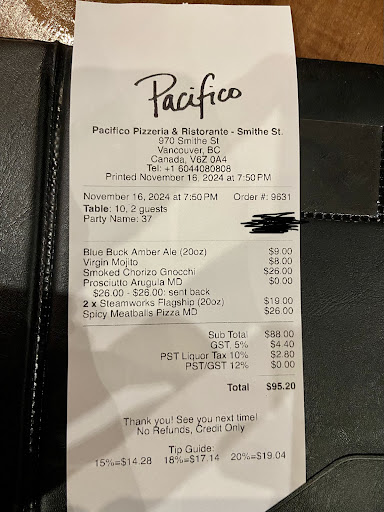 Pacifico
Pacifico Pizzeria & Ristorante - Smithe St.
970 Smithe St
Vancouver, BC
Canada, V6Z 0A4
Tel: +1 6044080808
Printed November 16, 2024 at 7:50 PM
November 16, 2024 at 7:50 PM Order #: 9631
Table: 10, 2 guests
Party Name: 37
Blue Buck Amber Ale (20oz) $9.00
Virgin Mojito $8.00
Smoked Chorizo Gnocchi $26.00
Prosciutto Arugula MD $0.00
$26.00 - $26.00: sent back
2 x Steamworks Flagship (20oz) $19.00
Spicy Meatballs Pizza MD $26.00
Sub Total $88.00
GST 5% $4.40
PST Liquor Tax 10% $2.80
PST/GST 12% $0.00
Total $95.20
Thank you! See you next time!
No Refunds, Credit Only
Tip Guide:
15%=$14.28 18%=$17.14 20%=$19.04